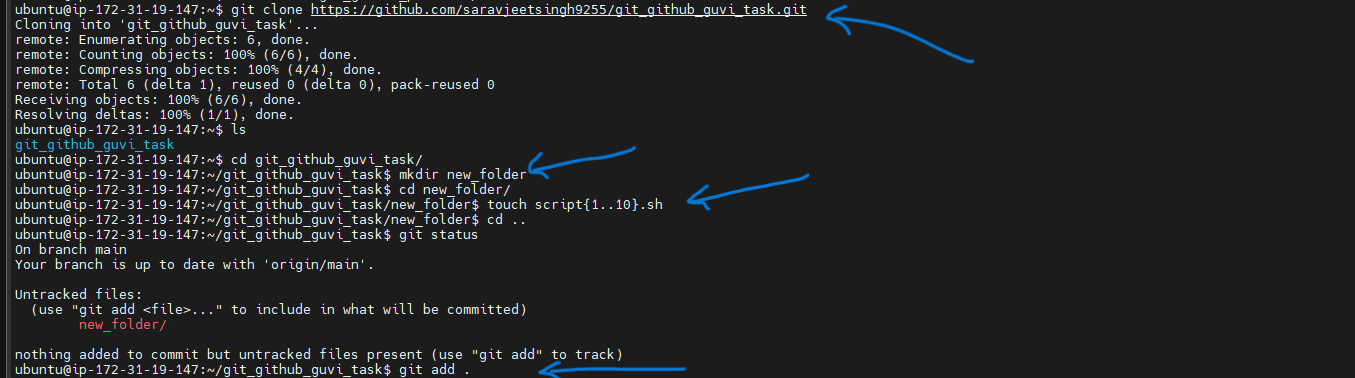 ubuntu@ip-172-31-19-147:~$ git clone https://github.com/saravjeetsingh9255/git_github_guvi_task.git
Cloning into 'git_github_guvi_task'...
remote: Enumerating objects: 6, done.
remote: Counting objects: 100% (6/6), done.
remote: Compressing objects: 100% (4/4), done.
remote: Total 6 (delta 1), reused 0 (delta 0), pack-reused 0
Receiving objects: 100% (6/6), done.
Resolving deltas: 100% (1/1), done.
ubuntu@ip-172-31-19-147:~$ ls
git_github_guvi_task
ubuntu@ip-172-31-19-147:~$ cd git_github_guvi_task/
ubuntu@ip-172-31-19-147:~/git_github_guvi_task$ mkdir new_folder
ubuntu@ip-172-31-19-147:~/git_github_guvi_task$ cd new_folder/
ubuntu@ip-172-31-19-147:~/git_github_guvi_task/new_folder$ touch script{1..10}.sh
ubuntu@ip-172-31-19-147:~/git_github_guvi_task/new_folder$ cd ..
ubuntu@ip-172-31-19-147:~/git_github_guvi_task$ git status
On branch main
Your branch is up to date with 'origin/main'.
Untracked files:
(use "git add <file>..." to include in what will be committed)
new_folder/
nothing added to commit but untracked files present (use "git add" to track)
ubuntu@ip-172-31-19-147:~/git_github_guvi_task$ git add .